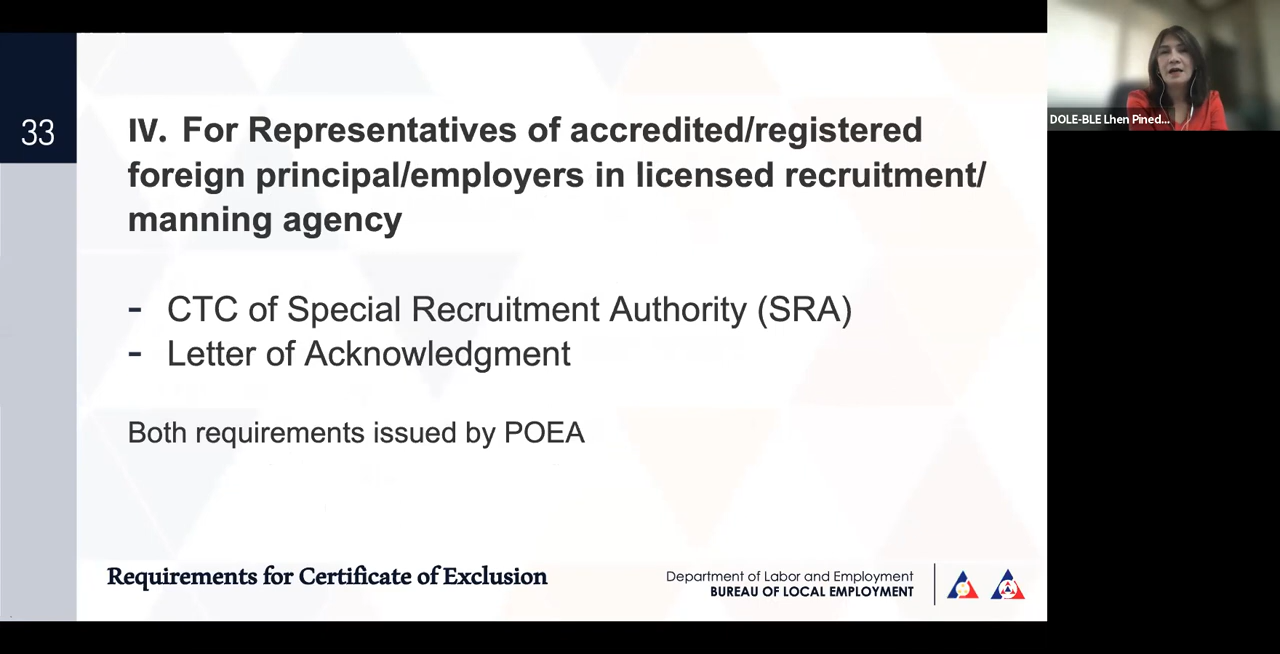 33
IV. For Representatives of accredited/registered
foreign principal/employers in licensed recruitment/
manning agency
- CTC of Special Recruitment Authority (SRA)
- Letter of Acknowledgment
Both requirements issued by POEA
Requirements for Certificate of Exclusion
Department of Labor and Employment
BUREAU OF LOCAL EMPLOYMENT
DOLE-BLE Lhen Pined...